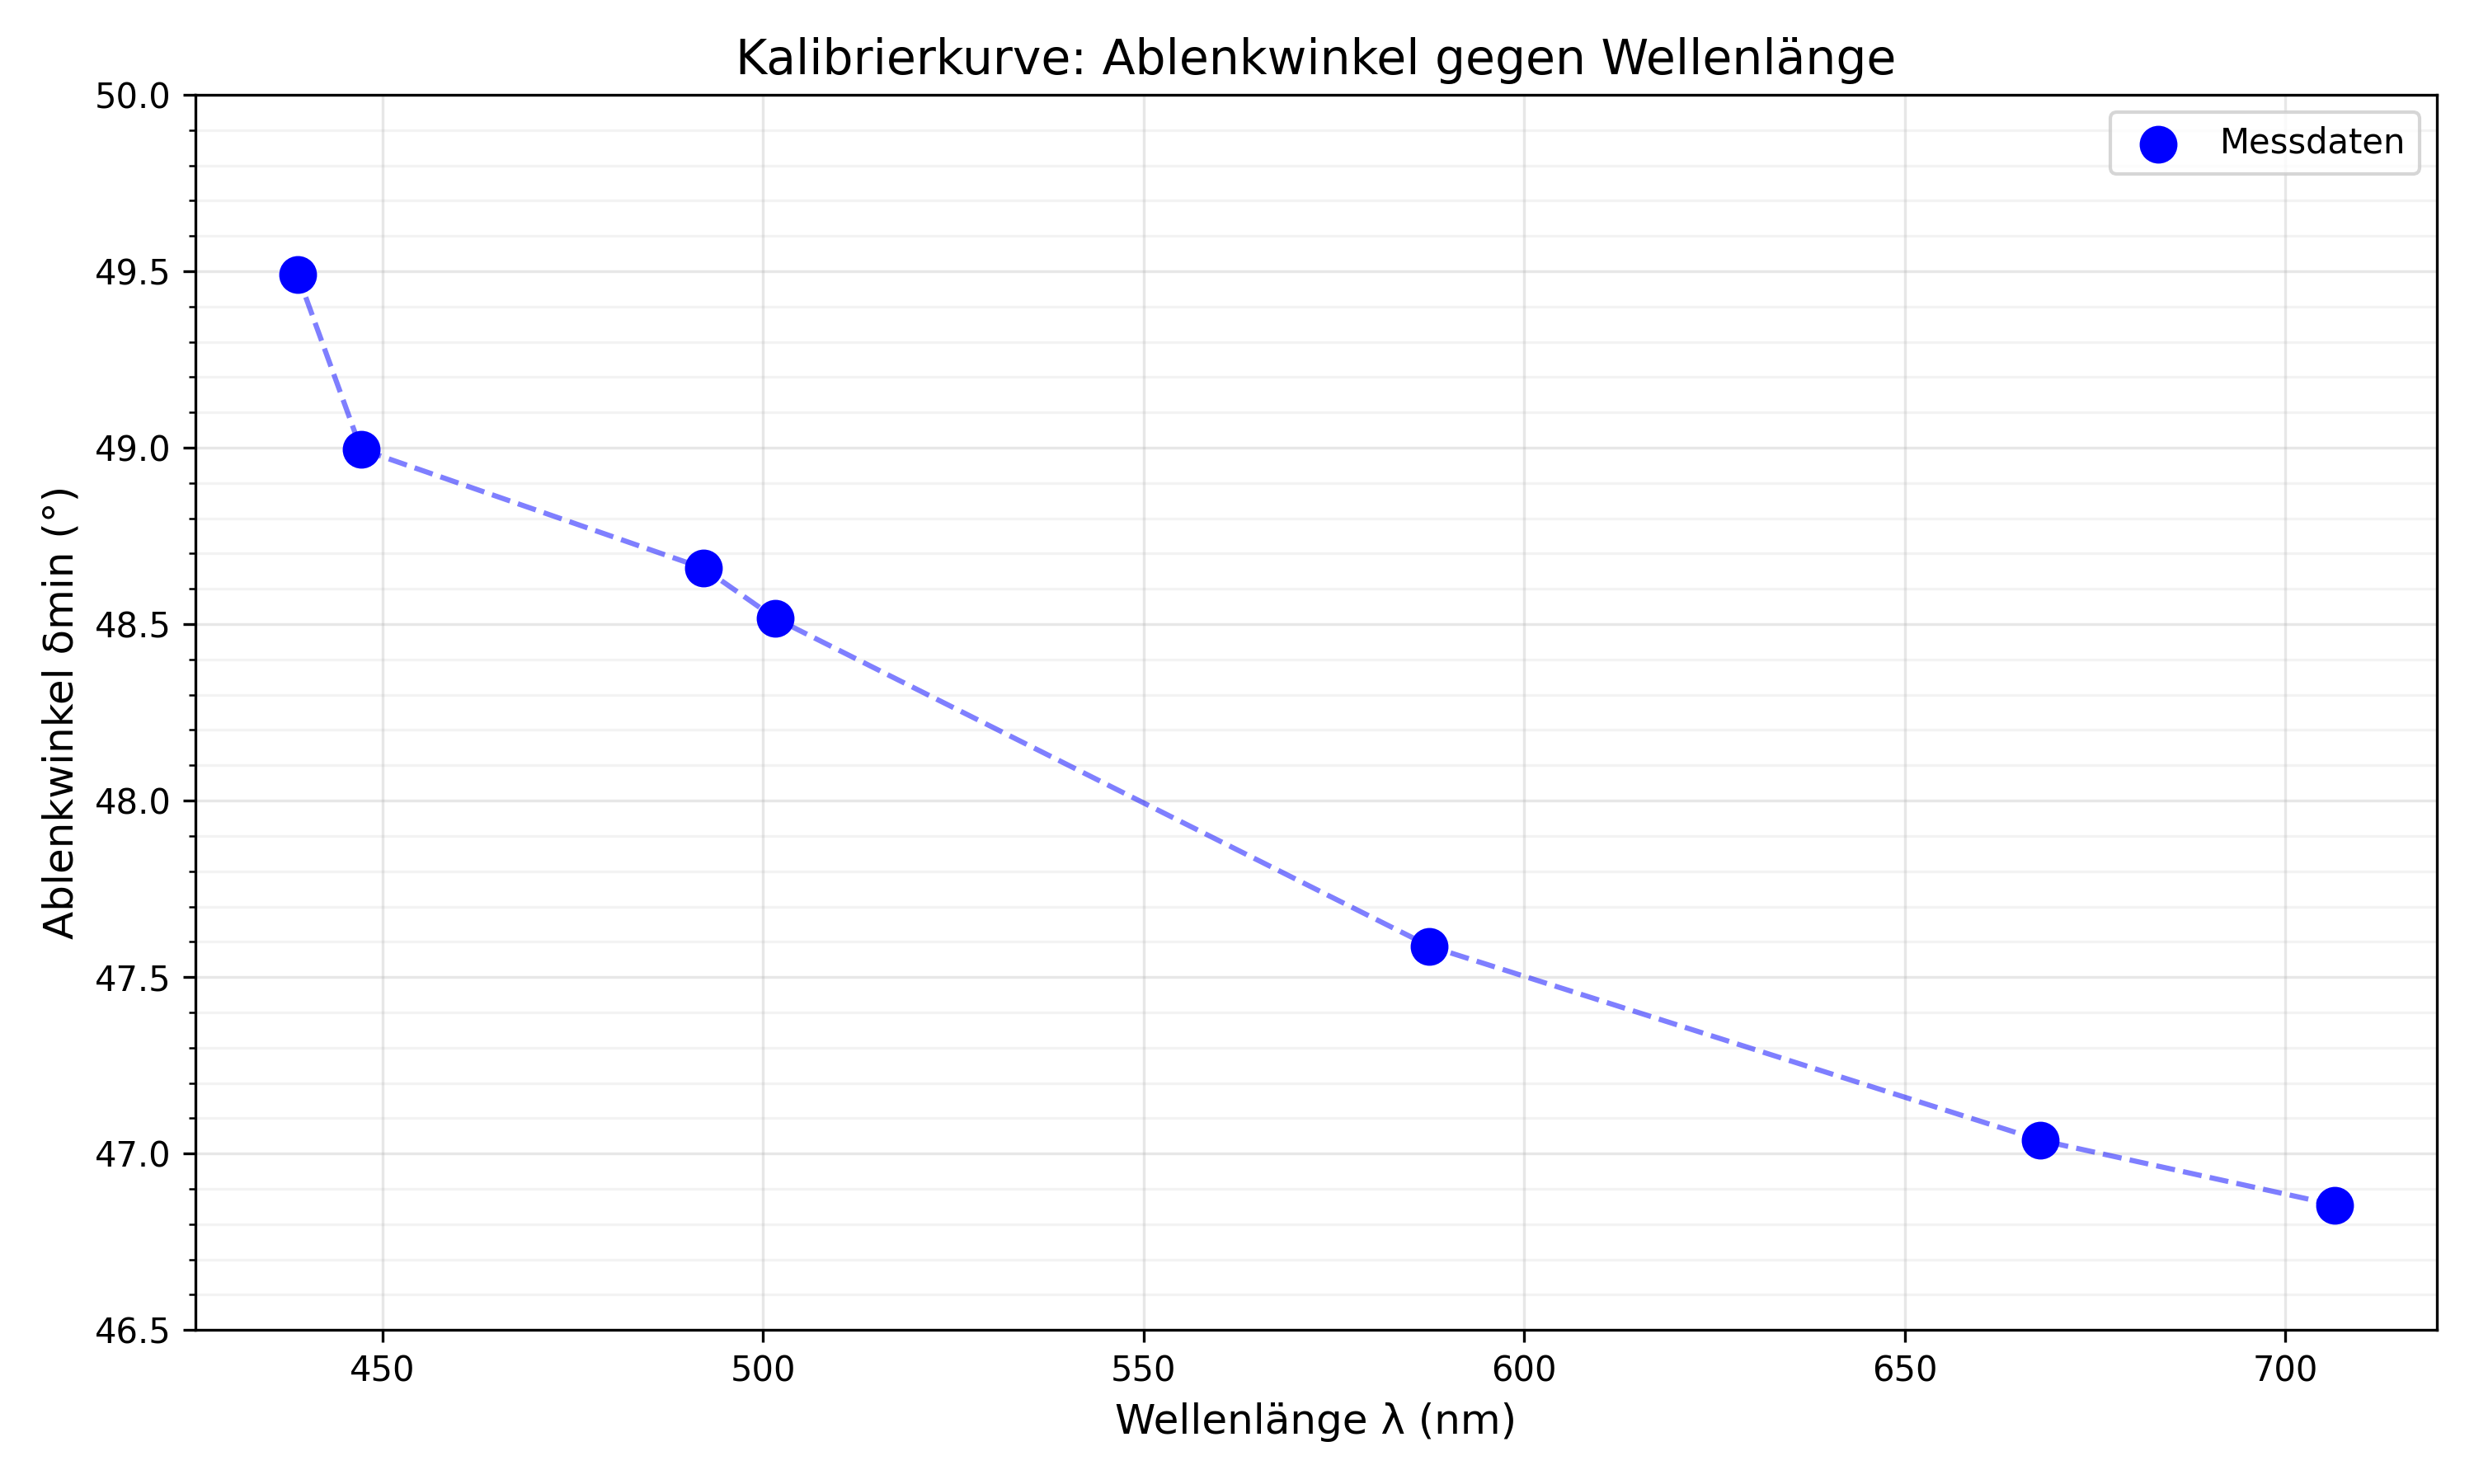 Kalibrierkurve: Ablenkwinkel gegen Wellenlänge
Messdaten
50.0
49.5
49.0
48.5
48.0
47.5
47.0
46.5
Ablenkwinkel δmin (°)
450 500 550 600 650 700
Wellenlänge λ (nm)